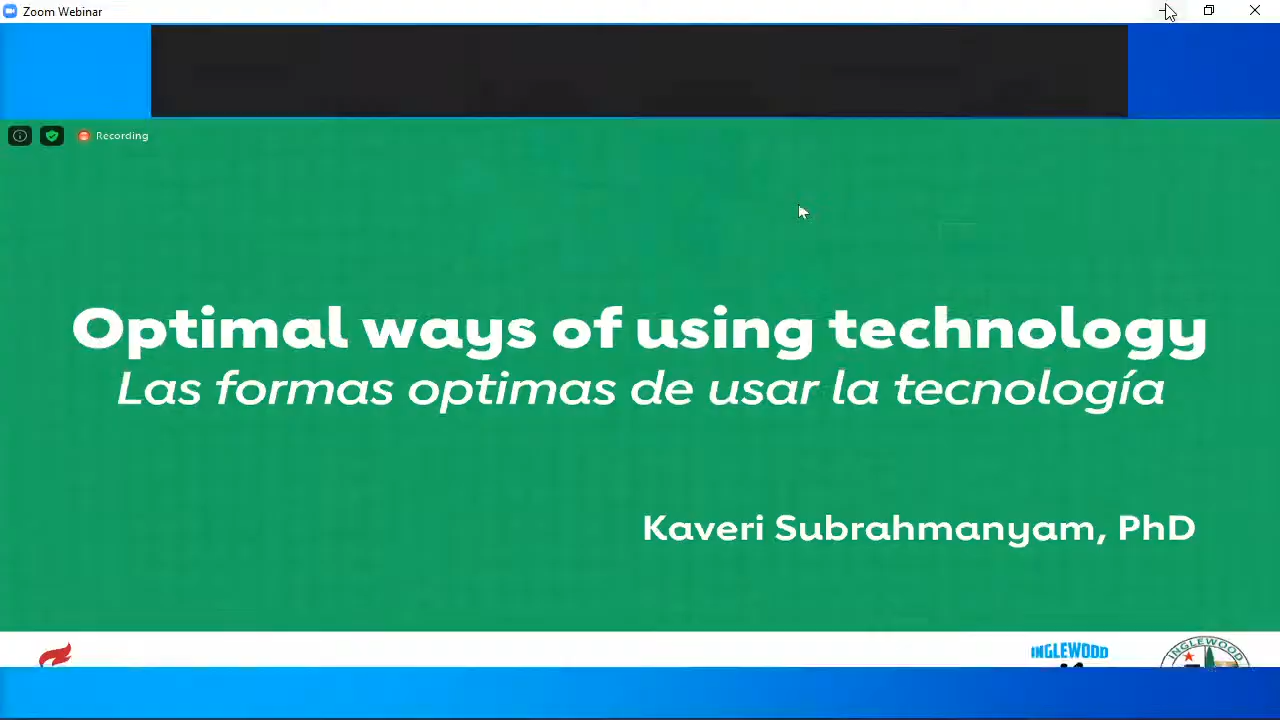 Zoom Webinar
Recording
Optimal ways of using technology
Las formas optimas de usar la tecnología
Kaveri Subrahmanyam, PhD
INGLEWOOD
INGLEWOOD